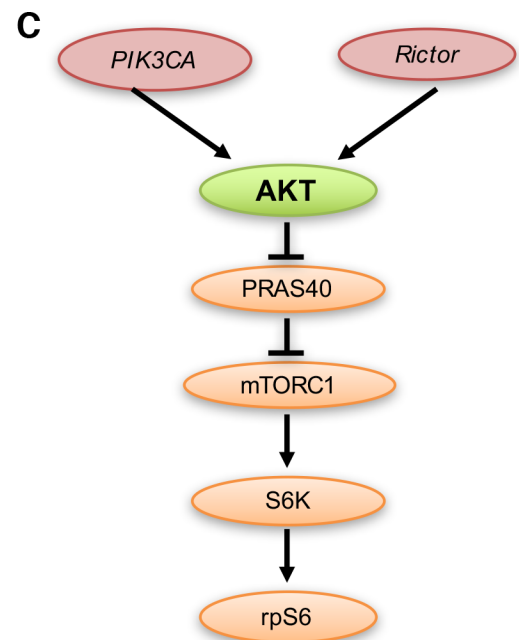 C
PIK3CA
Rictor
AKT
PRAS40
mTORC1
S6K
rpS6